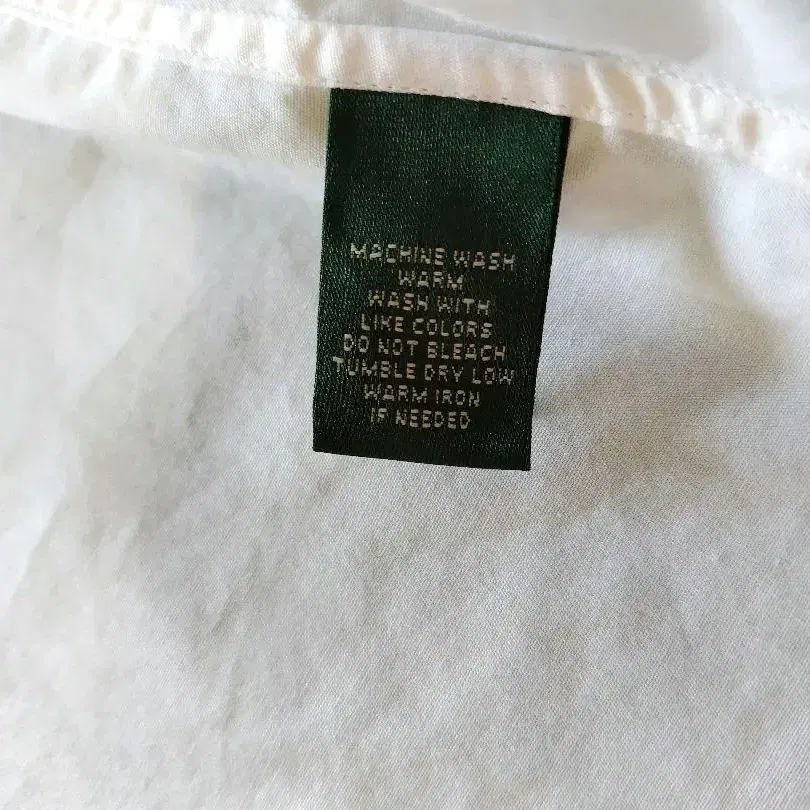 MACHINE WASH
WARM
WASH WITH
LIKE COLORS
DO NOT BLEACH
TUMBLE DRY LOW
WARM IRON
IF NEEDED